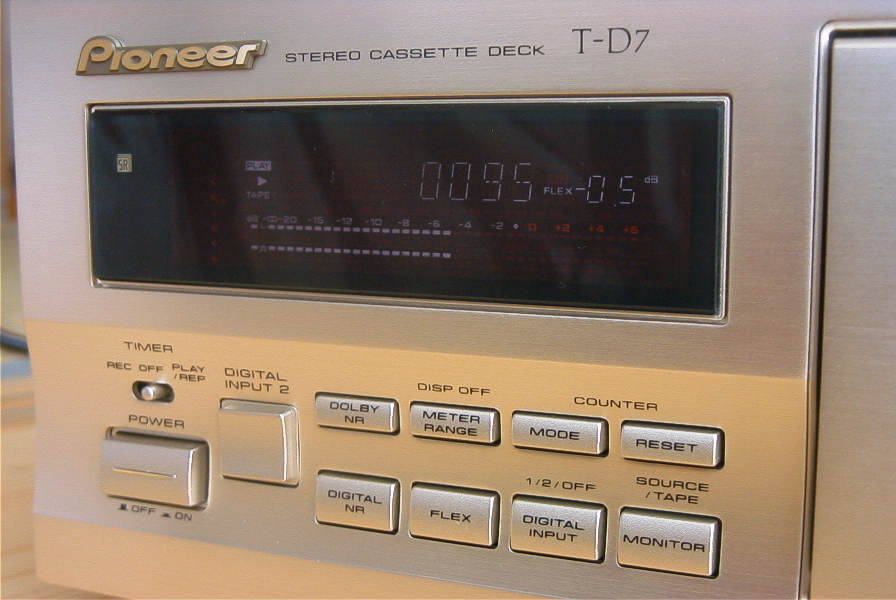 Pioneer STEREO CASSETTE DECK T-D7
SR
PLAY
TAPE
0095 FLEX -0.5 dB
dB -∞ -20 -15 -12 -10 -8 -6 -4 -2 0 +2 +4 +6
L
R
TIMER
REC OFF PLAY /REP
DIGITAL INPUT 2
POWER
OFF ON
DISP OFF
COUNTER
DOLBY NR
METER RANGE
MODE
RESET
1/2/OFF
SOURCE /TAPE
DIGITAL NR
FLEX
DIGITAL INPUT
MONITOR